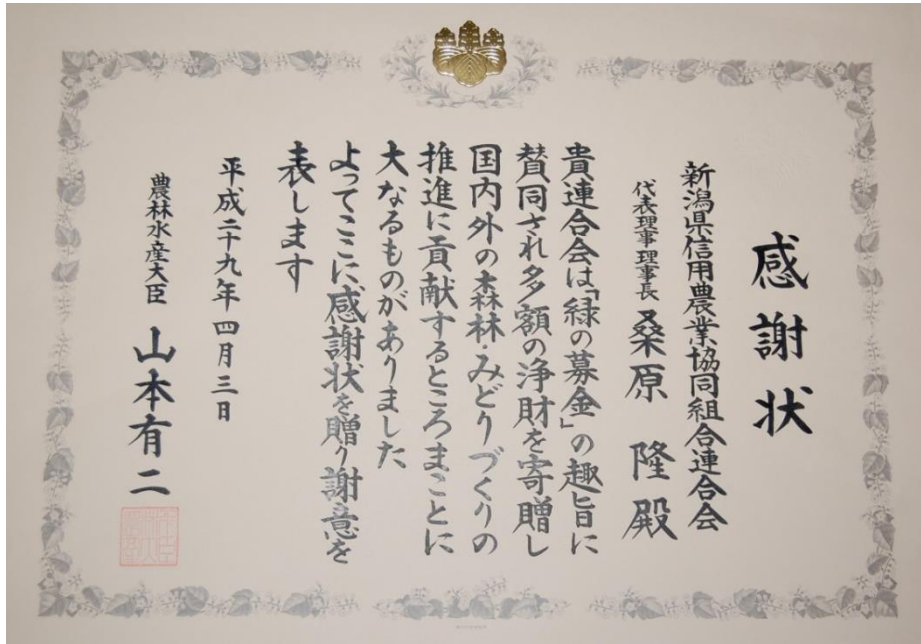 感謝状
新潟県信用農業協同組合連合会
代表理事理事長 桑原 隆殿
貴連合会は「緑の募金」の趣旨に
賛同され多額の浄財を寄贈し
国内外の森林・みどりづくりの
推進に貢献するところまことに
大なるものがありました
よってここに感謝状を贈り謝意を
表します
平成二十九年四月三日
農林水産大臣 山本有二